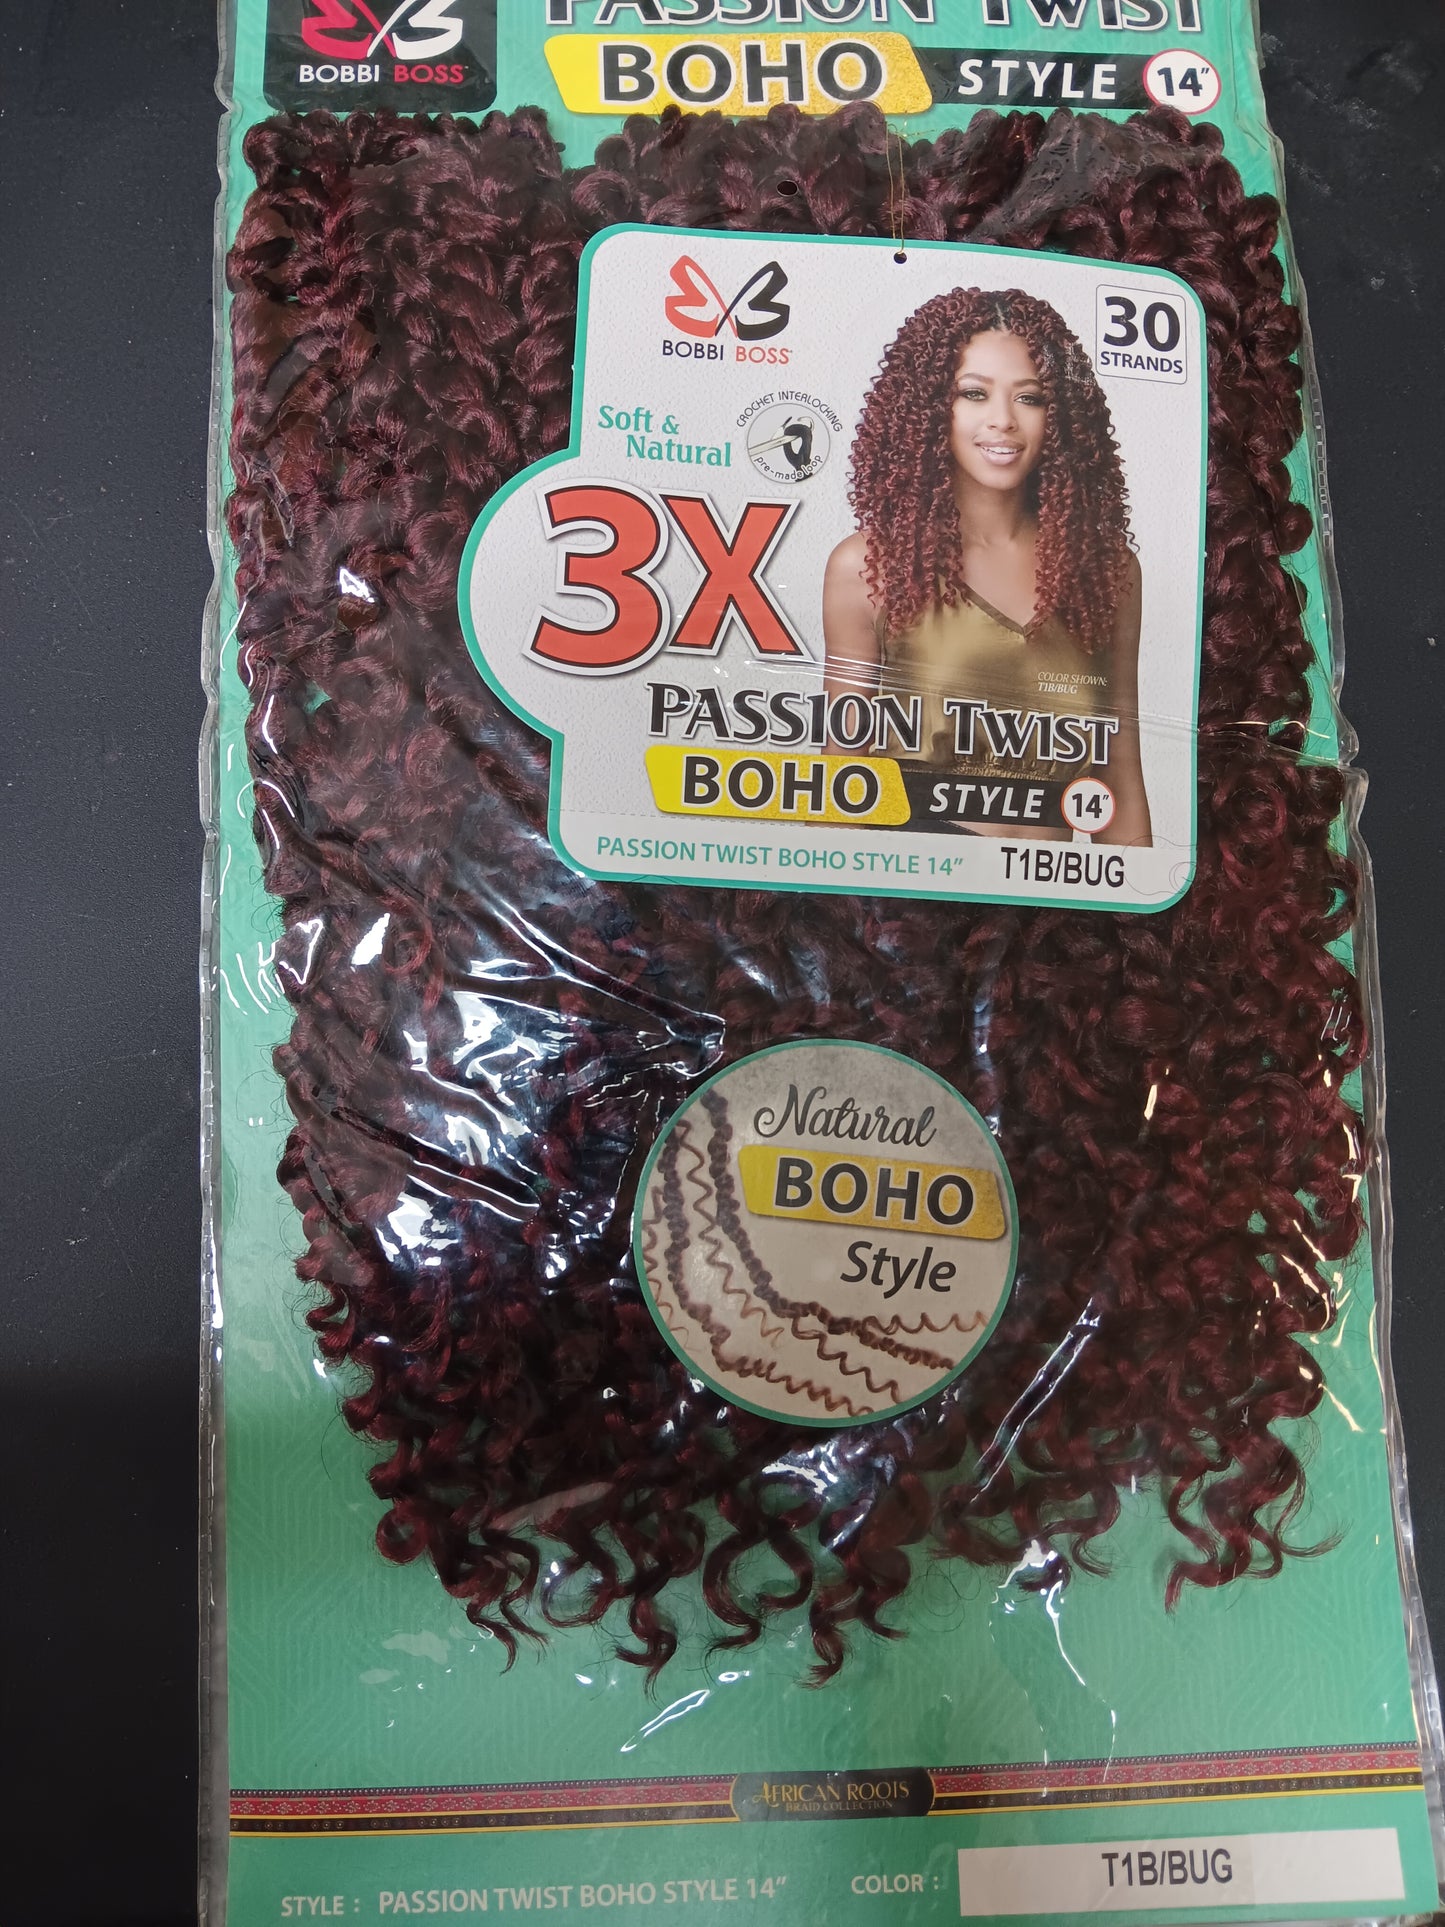 PASSION TWIST
BOBBI BOSS
BOHO STYLE 14"
BOBBI BOSS
30
STRANDS
Soft &
Natural
CROCHET INTERLOCKING
pre-made loop
3X
COLOR SHOWN:
T1B/BUG
PASSION TWIST
BOHO STYLE 14"
PASSION TWIST BOHO STYLE 14" T1B/BUG
Natural
BOHO
Style
AFRICAN ROOTS
BRAID COLLECTION
STYLE : PASSION TWIST BOHO STYLE 14" COLOR : T1B/BUG